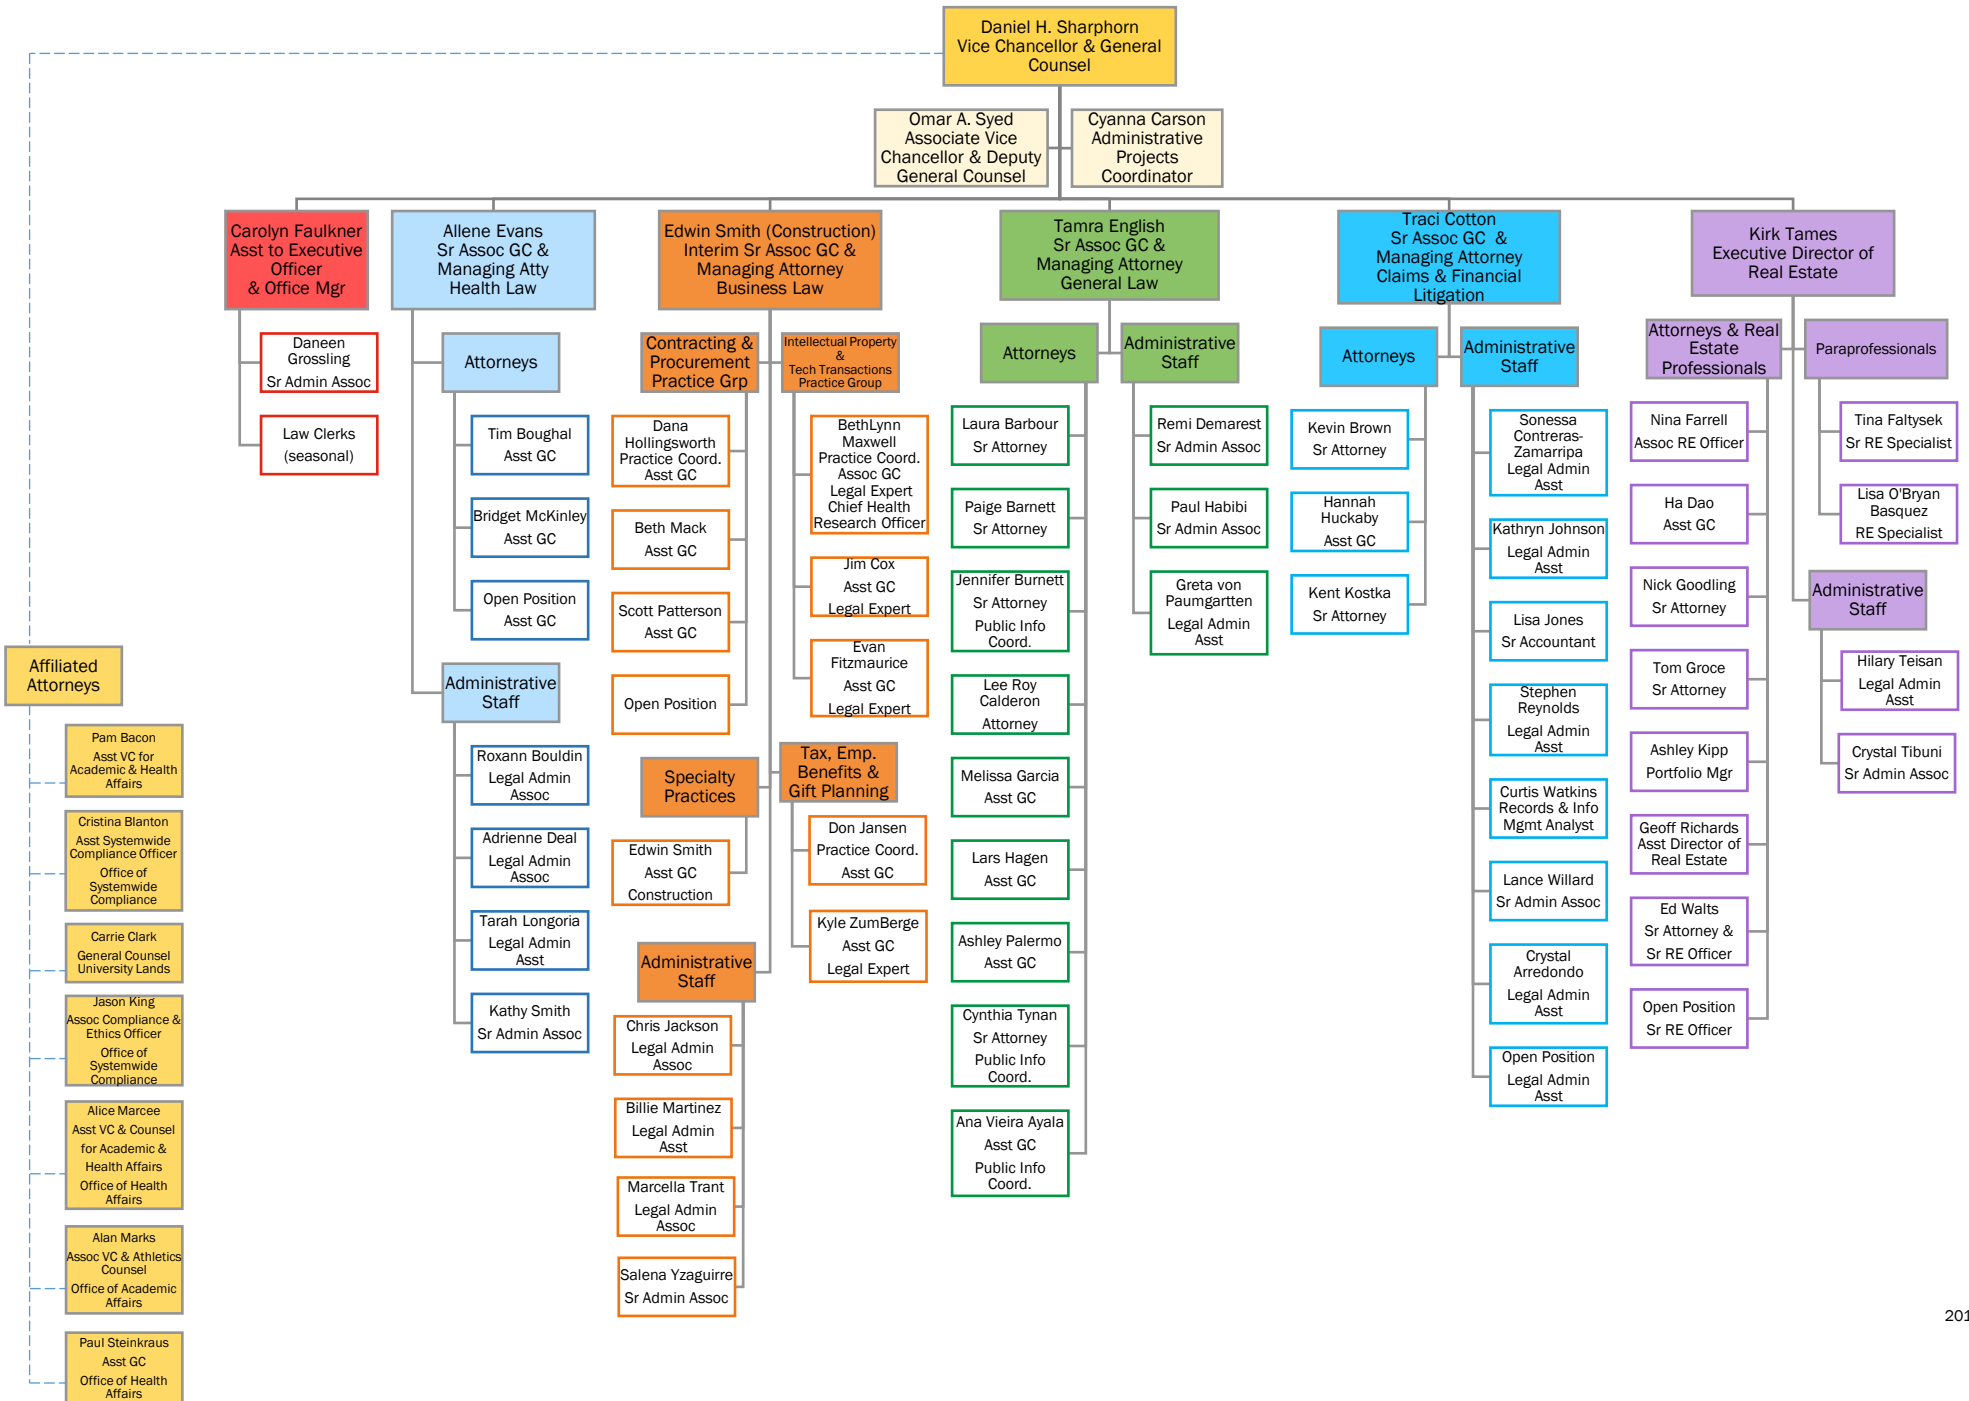 Daniel H. Sharphorn
Vice Chancellor & General
Counsel
Omar A. Syed
Associate Vice
Chancellor & Deputy
General Counsel
Cyanna Carson
Administrative
Projects
Coordinator
Carolyn Faulkner
Asst to Executive
Officer
& Office Mgr
Daneen
Grossling
Sr Admin Assoc
Law Clerks
(seasonal)
Allene Evans
Sr Assoc GC &
Managing Atty
Health Law
Attorneys
Tim Boughal
Asst GC
Bridget McKinley
Asst GC
Open Position
Asst GC
Administrative
Staff
Roxann Bouldin
Legal Admin
Assoc
Adrienne Deal
Legal Admin
Assoc
Tarah Longoria
Legal Admin
Asst
Kathy Smith
Sr Admin Assoc
Edwin Smith (Construction)
Interim Sr Assoc GC &
Managing Attorney
Business Law
Contracting &
Procurement
Practice Grp
Dana
Hollingsworth
Practice Coord.
Asst GC
Beth Mack
Asst GC
Scott Patterson
Asst GC
Open Position
Intellectual Property
&
Tech Transactions
Practice Group
BethLynn
Maxwell
Practice Coord.
Assoc GC
Legal Expert
Chief Health
Research Officer
Jim Cox
Asst GC
Legal Expert
Evan
Fitzmaurice
Asst GC
Legal Expert
Specialty
Practices
Edwin Smith
Asst GC
Construction
Tax, Emp.
Benefits &
Gift Planning
Don Jansen
Practice Coord.
Asst GC
Kyle ZumBerge
Asst GC
Legal Expert
Administrative
Staff
Chris Jackson
Legal Admin
Assoc
Billie Martinez
Legal Admin
Asst
Marcella Trant
Legal Admin
Assoc
Salena Yzaguirre
Sr Admin Assoc
Tamra English
Sr Assoc GC &
Managing Attorney
General Law
Attorneys
Laura Barbour
Sr Attorney
Paige Barnett
Sr Attorney
Jennifer Burnett
Sr Attorney
Public Info
Coord.
Lee Roy
Calderon
Attorney
Melissa Garcia
Asst GC
Lars Hagen
Asst GC
Ashley Palermo
Asst GC
Cynthia Tynan
Sr Attorney
Public Info
Coord.
Ana Vieira Ayala
Asst GC
Public Info
Coord.
Administrative
Staff
Remi Demarest
Sr Admin Assoc
Paul Habibi
Sr Admin Assoc
Greta von
Paumgartten
Legal Admin
Asst
Traci Cotton
Sr Assoc GC &
Managing Attorney
Claims & Financial
Litigation
Attorneys
Kevin Brown
Sr Attorney
Hannah
Huckaby
Asst GC
Kent Kostka
Sr Attorney
Administrative
Staff
Sonessa
Contreras-
Zamarripa
Legal Admin
Asst
Kathryn Johnson
Legal Admin
Asst
Lisa Jones
Sr Accountant
Stephen
Reynolds
Legal Admin
Asst
Curtis Watkins
Records & Info
Mgmt Analyst
Lance Willard
Sr Admin Assoc
Crystal
Arredondo
Legal Admin
Asst
Open Position
Legal Admin
Asst
Kirk Tames
Executive Director of
Real Estate
Attorneys & Real
Estate
Professionals
Nina Farrell
Assoc RE Officer
Ha Dao
Asst GC
Nick Goodling
Sr Attorney
Tom Groce
Sr Attorney
Ashley Kipp
Portfolio Mgr
Geoff Richards
Asst Director of
Real Estate
Ed Walts
Sr Attorney &
Sr RE Officer
Open Position
Sr RE Officer
Paraprofessionals
Tina Faltysek
Sr RE Specialist
Lisa O'Bryan
Basquez
RE Specialist
Administrative
Staff
Hilary Teisan
Legal Admin
Asst
Crystal Tibuni
Sr Admin Assoc
Affiliated
Attorneys
Pam Bacon
Asst VC for
Academic & Health
Affairs
Cristina Blanton
Asst Systemwide
Compliance Officer
Office of
Systemwide
Compliance
Carrie Clark
General Counsel
University Lands
Jason King
Assoc Compliance &
Ethics Officer
Office of
Systemwide
Compliance
Alice Marcee
Asst VC & Counsel
for Academic &
Health Affairs
Office of Health
Affairs
Alan Marks
Assoc VC & Athletics
Counsel
Office of Academic
Affairs
Paul Steinkraus
Asst GC
Office of Health
Affairs
201